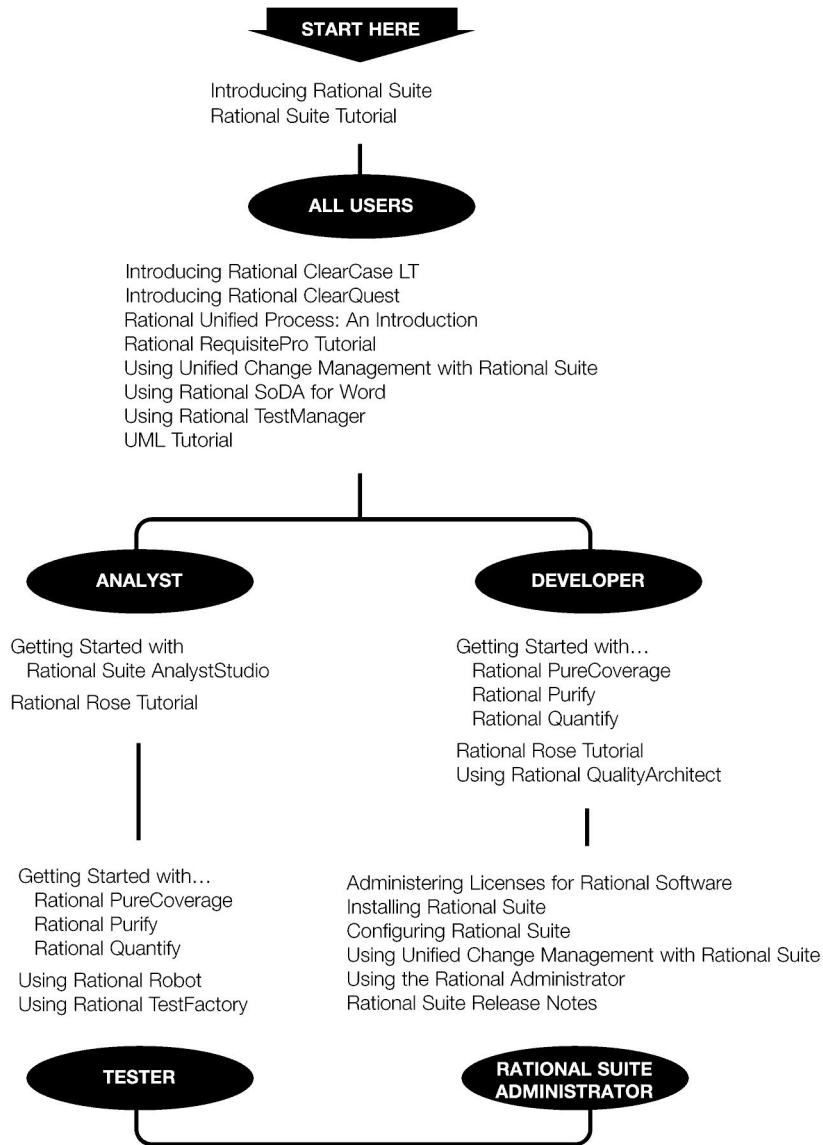 START HERE
Introducing Rational Suite
Rational Suite Tutorial
ALL USERS
Introducing Rational ClearCase LT
Introducing Rational ClearQuest
Rational Unified Process: An Introduction
Rational RequisitePro Tutorial
Using Unified Change Management with Rational Suite
Using Rational SoDA for Word
Using Rational TestManager
UML Tutorial
ANALYST
Getting Started with
Rational Suite AnalystStudio
Rational Rose Tutorial
DEVELOPER
Getting Started with...
Rational PureCoverage
Rational Purify
Rational Quantify
Rational Rose Tutorial
Using Rational QualityArchitect
Getting Started with...
Rational PureCoverage
Rational Purify
Rational Quantify
Using Rational Robot
Using Rational TestFactory
TESTER
Administering Licenses for Rational Software
Installing Rational Suite
Configuring Rational Suite
Using Unified Change Management with Rational Suite
Using the Rational Administrator
Rational Suite Release Notes
RATIONAL SUITE
ADMINISTRATOR